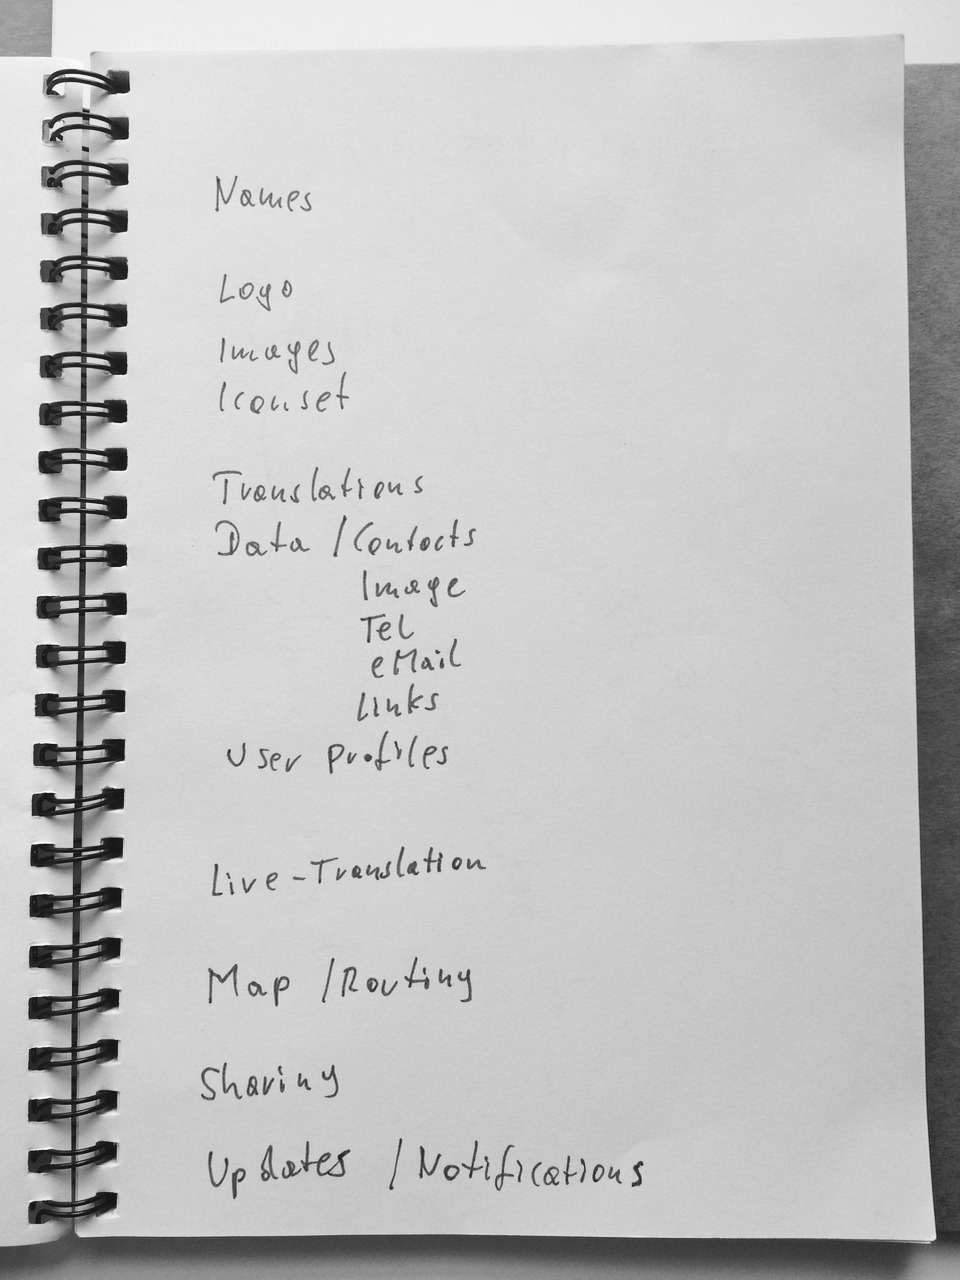 Names
Logo
Images
Iconset
Translations
Data / Contacts
Image
Tel
eMail
Links
User profiles
Live-Translation
Map / Routing
Sharing
Updates / Notifications